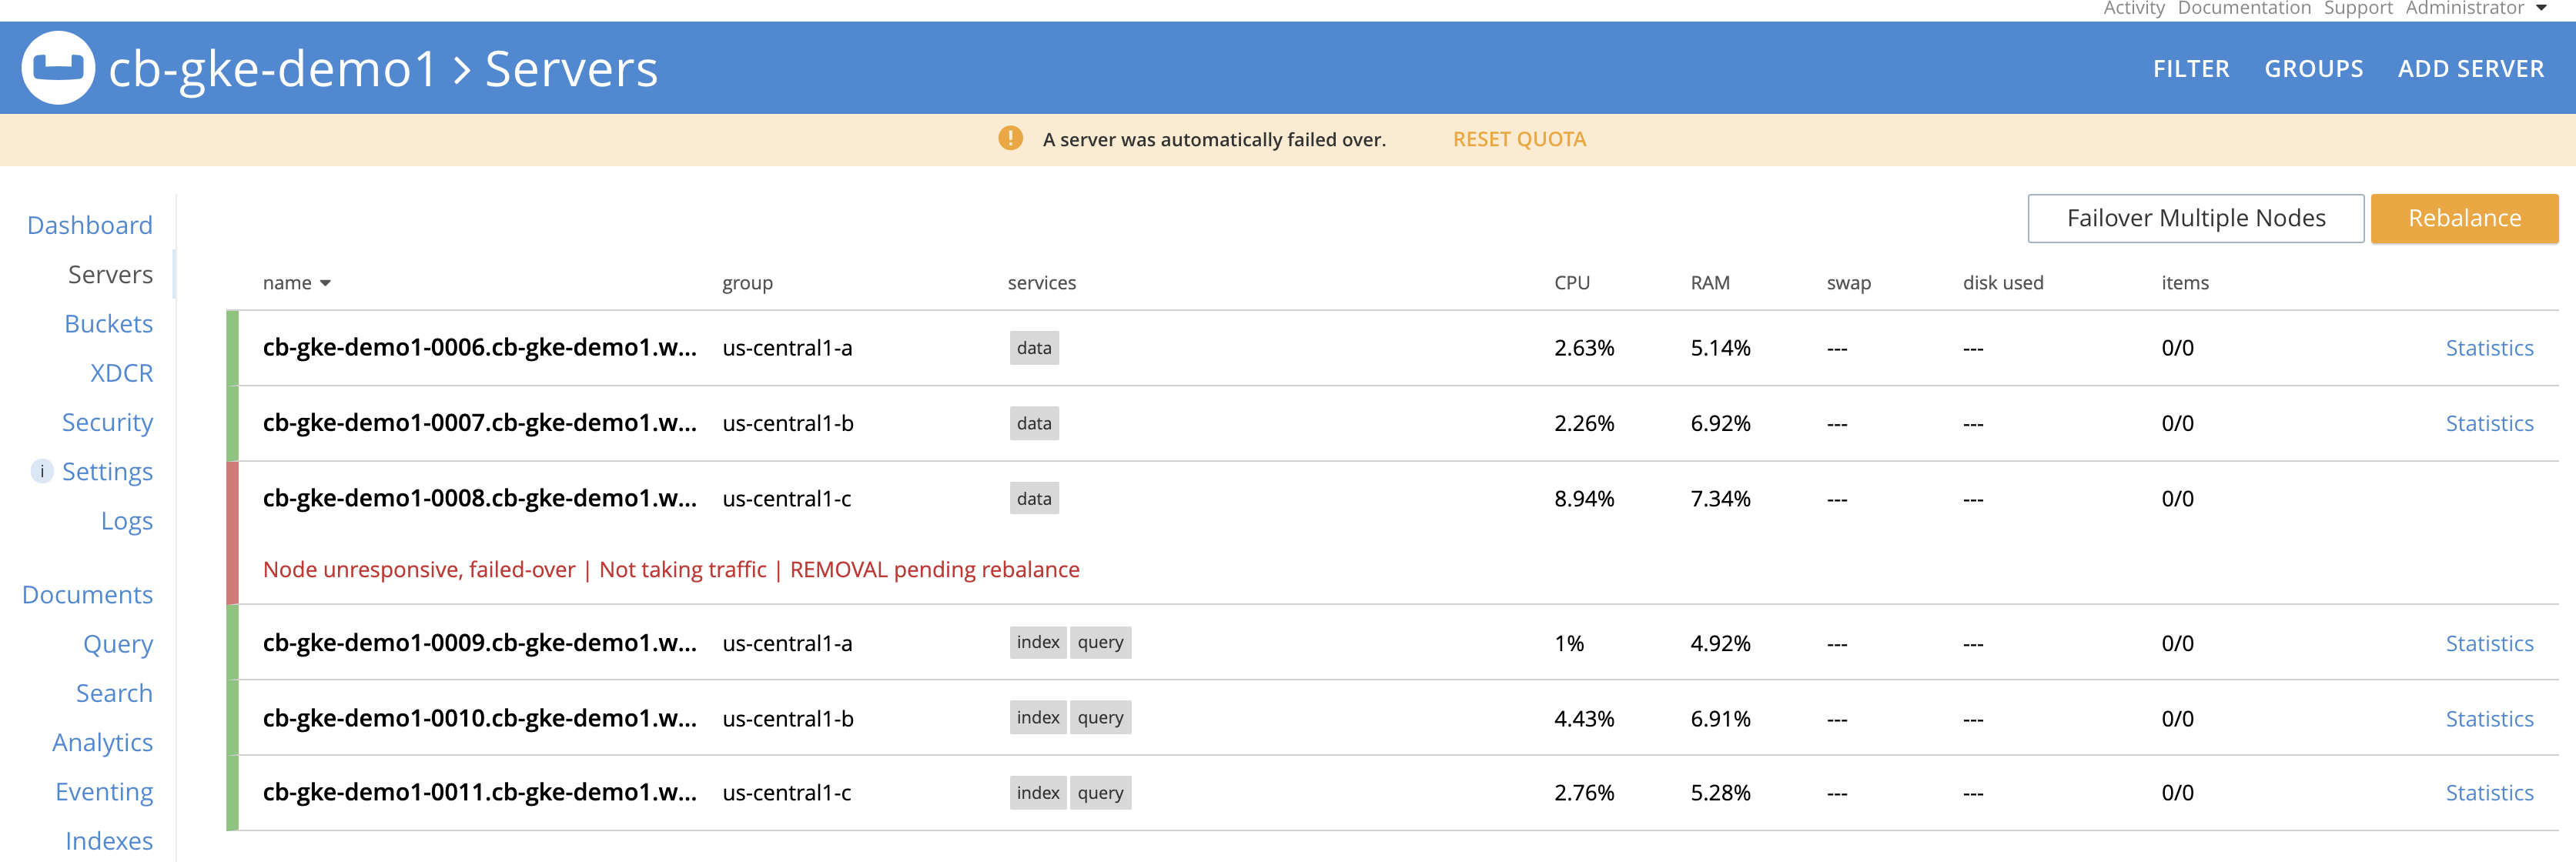 Activity Documentation Support Administrator
cb-gke-demo1 > Servers FILTER GROUPS ADD SERVER
! A server was automatically failed over. RESET QUOTA
Failover Multiple Nodes Rebalance
Dashboard
Servers
Buckets
XDCR
Security
i Settings
Logs
Documents
Query
Search
Analytics
Eventing
Indexes
name group services CPU RAM swap disk used items
cb-gke-demo1-0006.cb-gke-demo1.w... us-central1-a data 2.63% 5.14% --- --- 0/0 Statistics
cb-gke-demo1-0007.cb-gke-demo1.w... us-central1-b data 2.26% 6.92% --- --- 0/0 Statistics
cb-gke-demo1-0008.cb-gke-demo1.w... us-central1-c data 8.94% 7.34% --- --- 0/0
Node unresponsive, failed-over | Not taking traffic | REMOVAL pending rebalance
cb-gke-demo1-0009.cb-gke-demo1.w... us-central1-a index query 1% 4.92% --- --- 0/0 Statistics
cb-gke-demo1-0010.cb-gke-demo1.w... us-central1-b index query 4.43% 6.91% --- --- 0/0 Statistics
cb-gke-demo1-0011.cb-gke-demo1.w... us-central1-c index query 2.76% 5.28% --- --- 0/0 Statistics